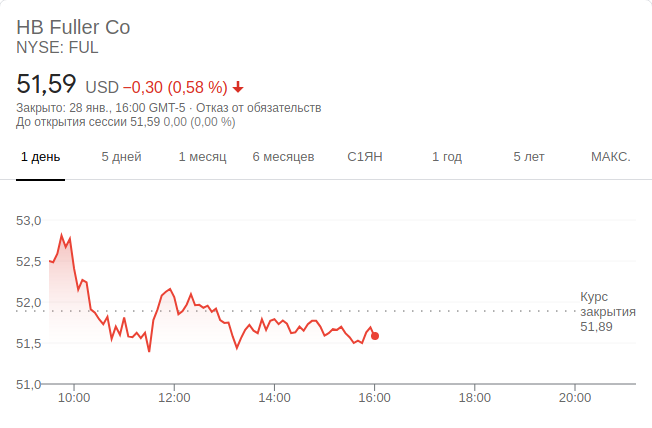 HB Fuller Co
NYSE: FUL
51,59 USD −0,30 (0,58 %)
Закрыто: 28 янв., 16:00 GMT-5 · Отказ от обязательств
До открытия сессии 51,59 0,00 (0,00 %)
1 день 5 дней 1 месяц 6 месяцев С1ЯН 1 год 5 лет МАКС.
53,0
52,5
52,0
51,5
51,0
Курс
закрытия
51,89
10:00 12:00 14:00 16:00 18:00 20:00